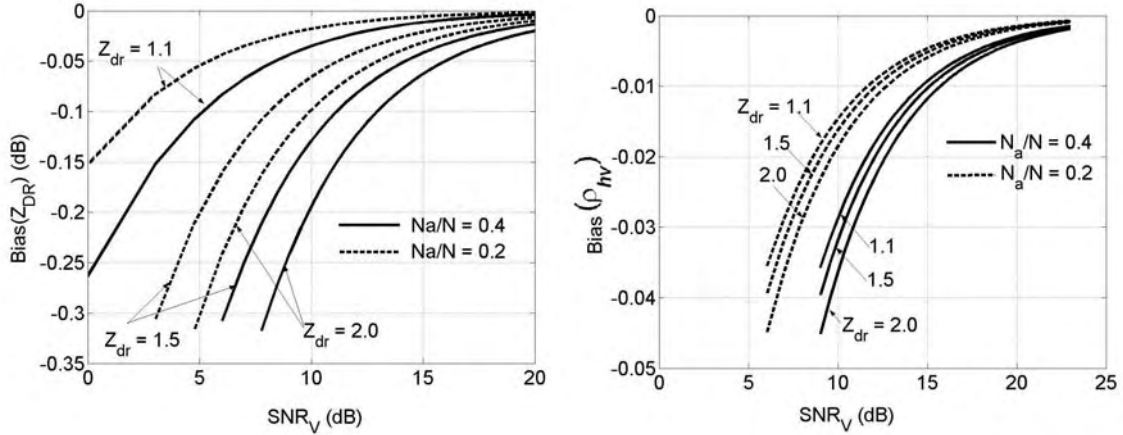 0
-0.05
-0.1
-0.15
-0.2
-0.25
-0.3
-0.35
Bias(Z_DR) (dB)
Z_dr = 1.1
Na/N = 0.4
Na/N = 0.2
Z_dr = 1.5
Z_dr = 2.0
0 5 10 15 20
SNR_V (dB)
0
-0.01
-0.02
-0.03
-0.04
-0.05
Bias (ρ_hv)
Z_dr = 1.1
1.5
2.0
N_a/N = 0.4
N_a/N = 0.2
1.1
1.5
Z_dr = 2.0
0 5 10 15 20 25
SNR_V (dB)